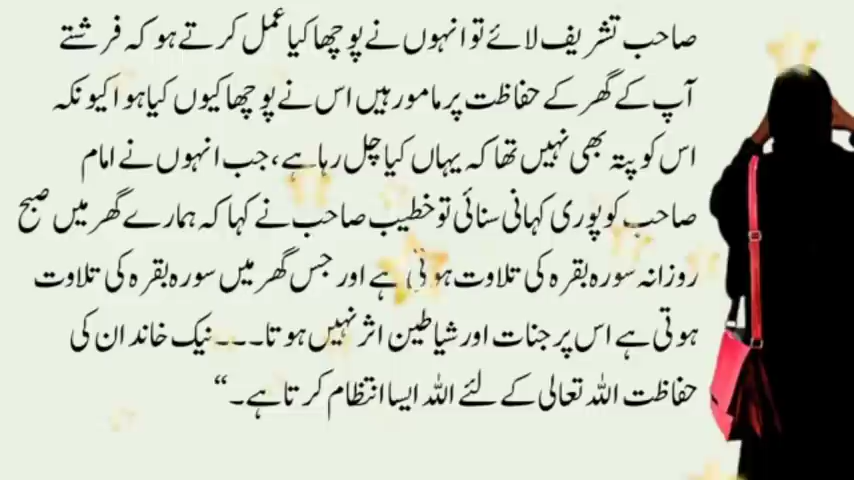 صاحب تشریف لائے تو انہوں نے پوچھا کیا عمل کرتے ہو کہ فرشتے
آپ کے گھر کے حفاظت پر مامور ہیں اس نے پوچھا کیوں کیا ہوا کیونکہ
اس کو پتہ بھی نہیں تھا کہ یہاں کیا چل رہا ہے، جب انہوں نے امام
صاحب کو پوری کہانی سنائی تو خطیب صاحب نے کہا کہ ہمارے گھر میں صبح
روزانہ سورہ بقرہ کی تلاوت ہوتی ہے اور جس گھر میں سورہ بقرہ کی تلاوت
ہوتی ہے اس پر جنات اور شیاطین اثر نہیں ہوتا۔۔۔ نیک خاندان کی
حفاظت اللہ تعالی کے لئے اللہ ایسا انتظام کرتا ہے۔“